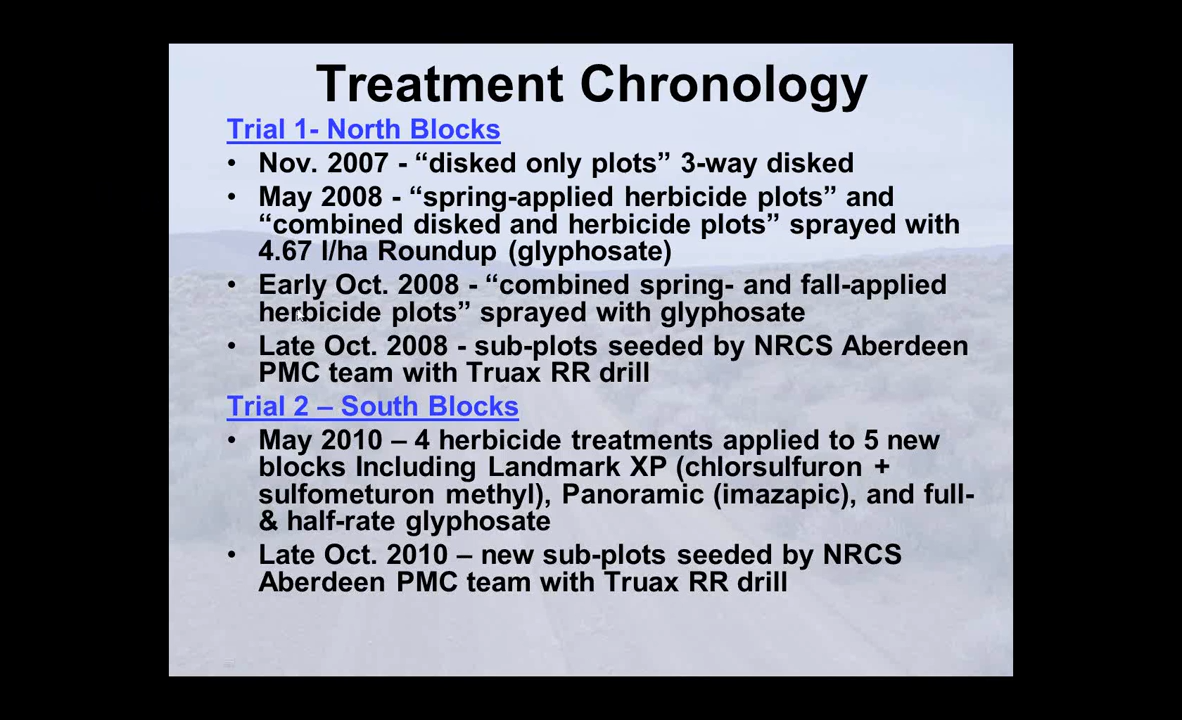 Treatment Chronology
Trial 1- North Blocks
• Nov. 2007 - “disked only plots” 3-way disked
• May 2008 - “spring-applied herbicide plots” and
“combined disked and herbicide plots” sprayed with
4.67 l/ha Roundup (glyphosate)
• Early Oct. 2008 - “combined spring- and fall-applied
herbicide plots” sprayed with glyphosate
• Late Oct. 2008 - sub-plots seeded by NRCS Aberdeen
PMC team with Truax RR drill
Trial 2 – South Blocks
• May 2010 – 4 herbicide treatments applied to 5 new
blocks Including Landmark XP (chlorsulfuron +
sulfometuron methyl), Panoramic (imazapic), and full-
& half-rate glyphosate
• Late Oct. 2010 – new sub-plots seeded by NRCS
Aberdeen PMC team with Truax RR drill